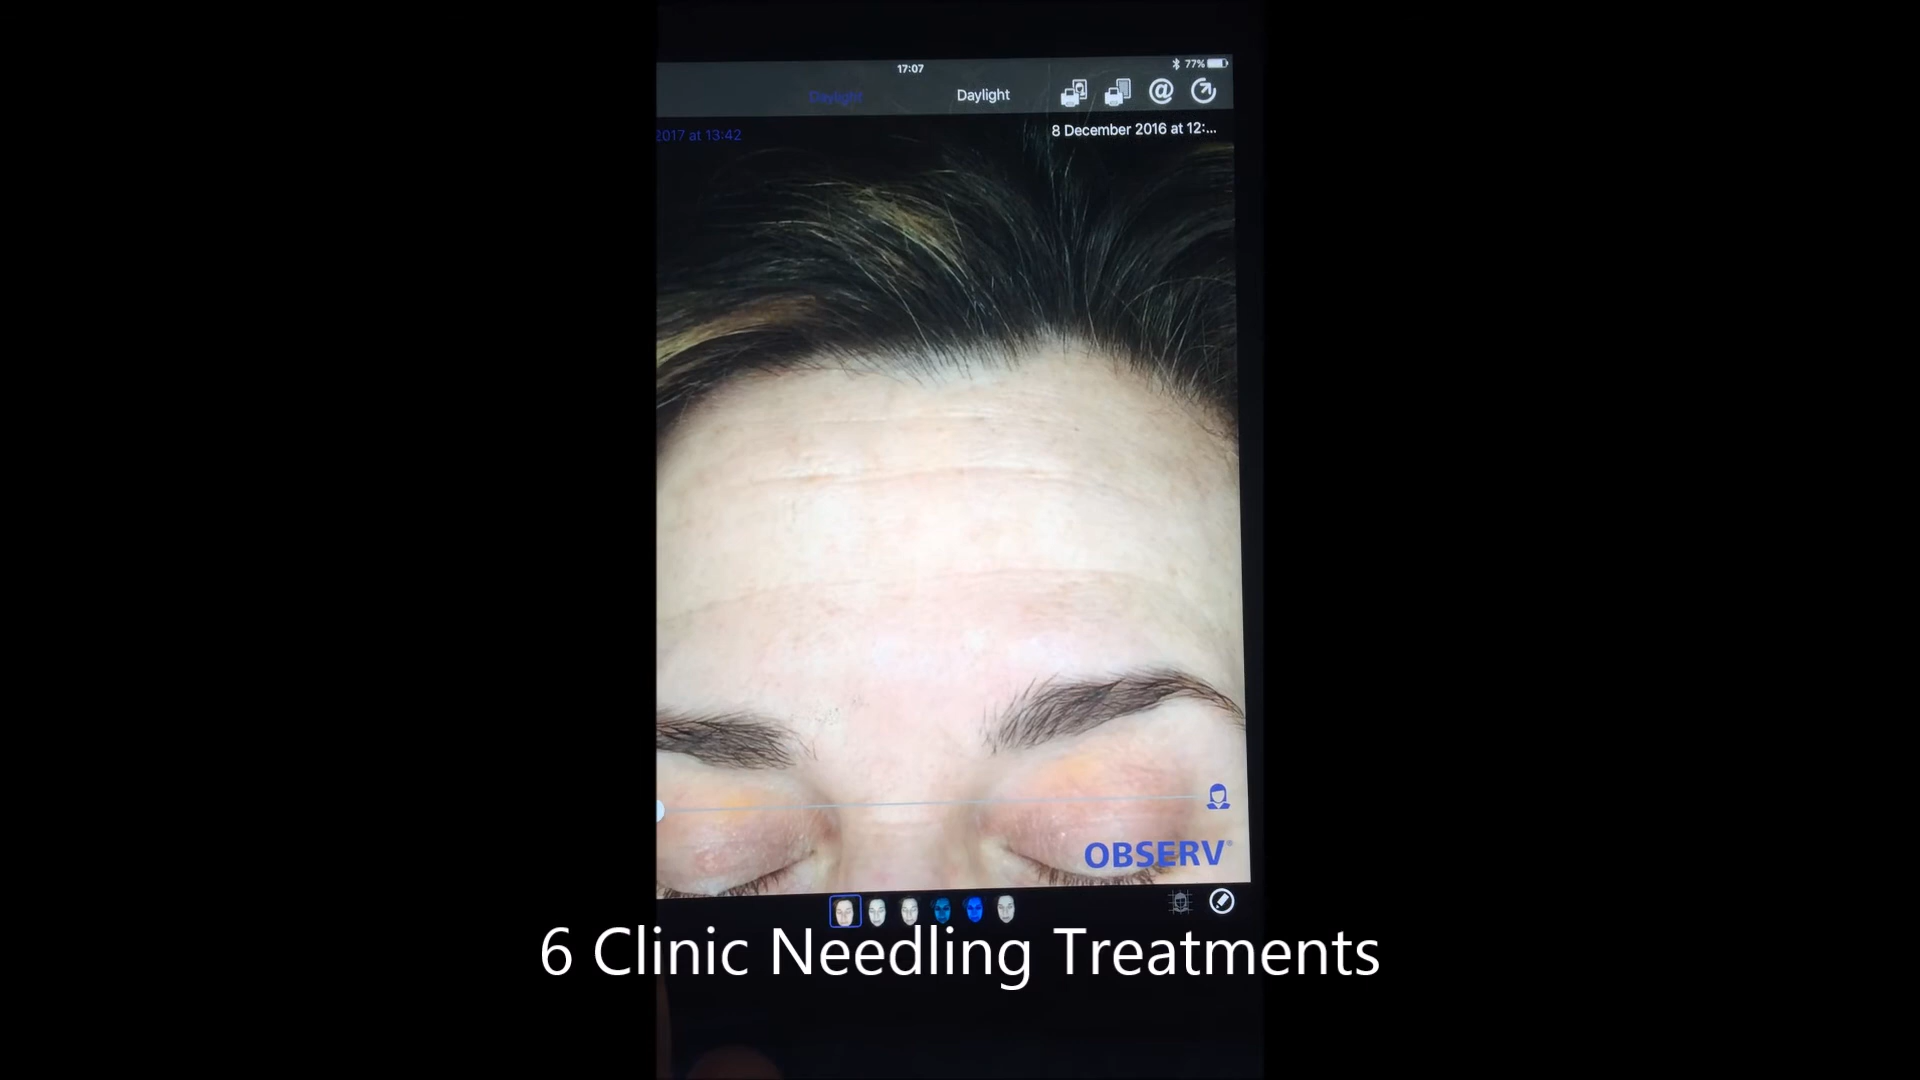 17:07
77%
Daylight
Daylight
2017 at 13:42
8 December 2016 at 12:...
OBSERV®
6 Clinic Needling Treatments